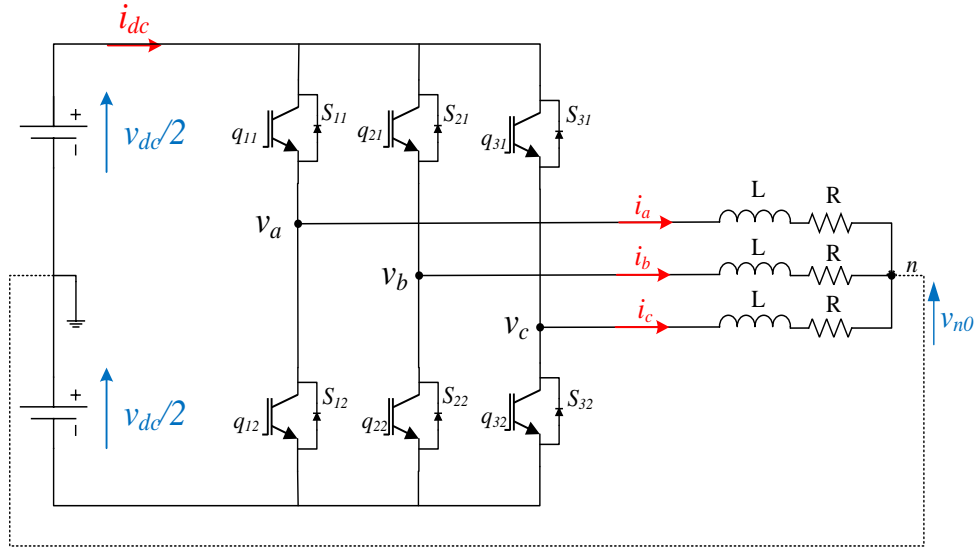 i_dc
+
v_dc/2
q_11
S_11
q_21
S_21
q_31
S_31
v_a
i_a
L
R
v_b
i_b
L
R
n
v_c
i_c
L
R
v_n0
+
v_dc/2
q_12
S_12
q_22
S_22
q_32
S_32